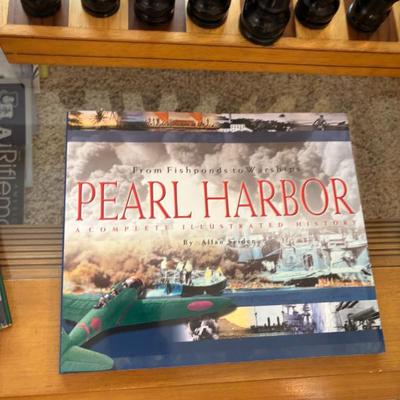 From Fishponds to Warships
PEARL HARBOR
A COMPLETE ILLUSTRATED HISTORY
By Allan Seiden